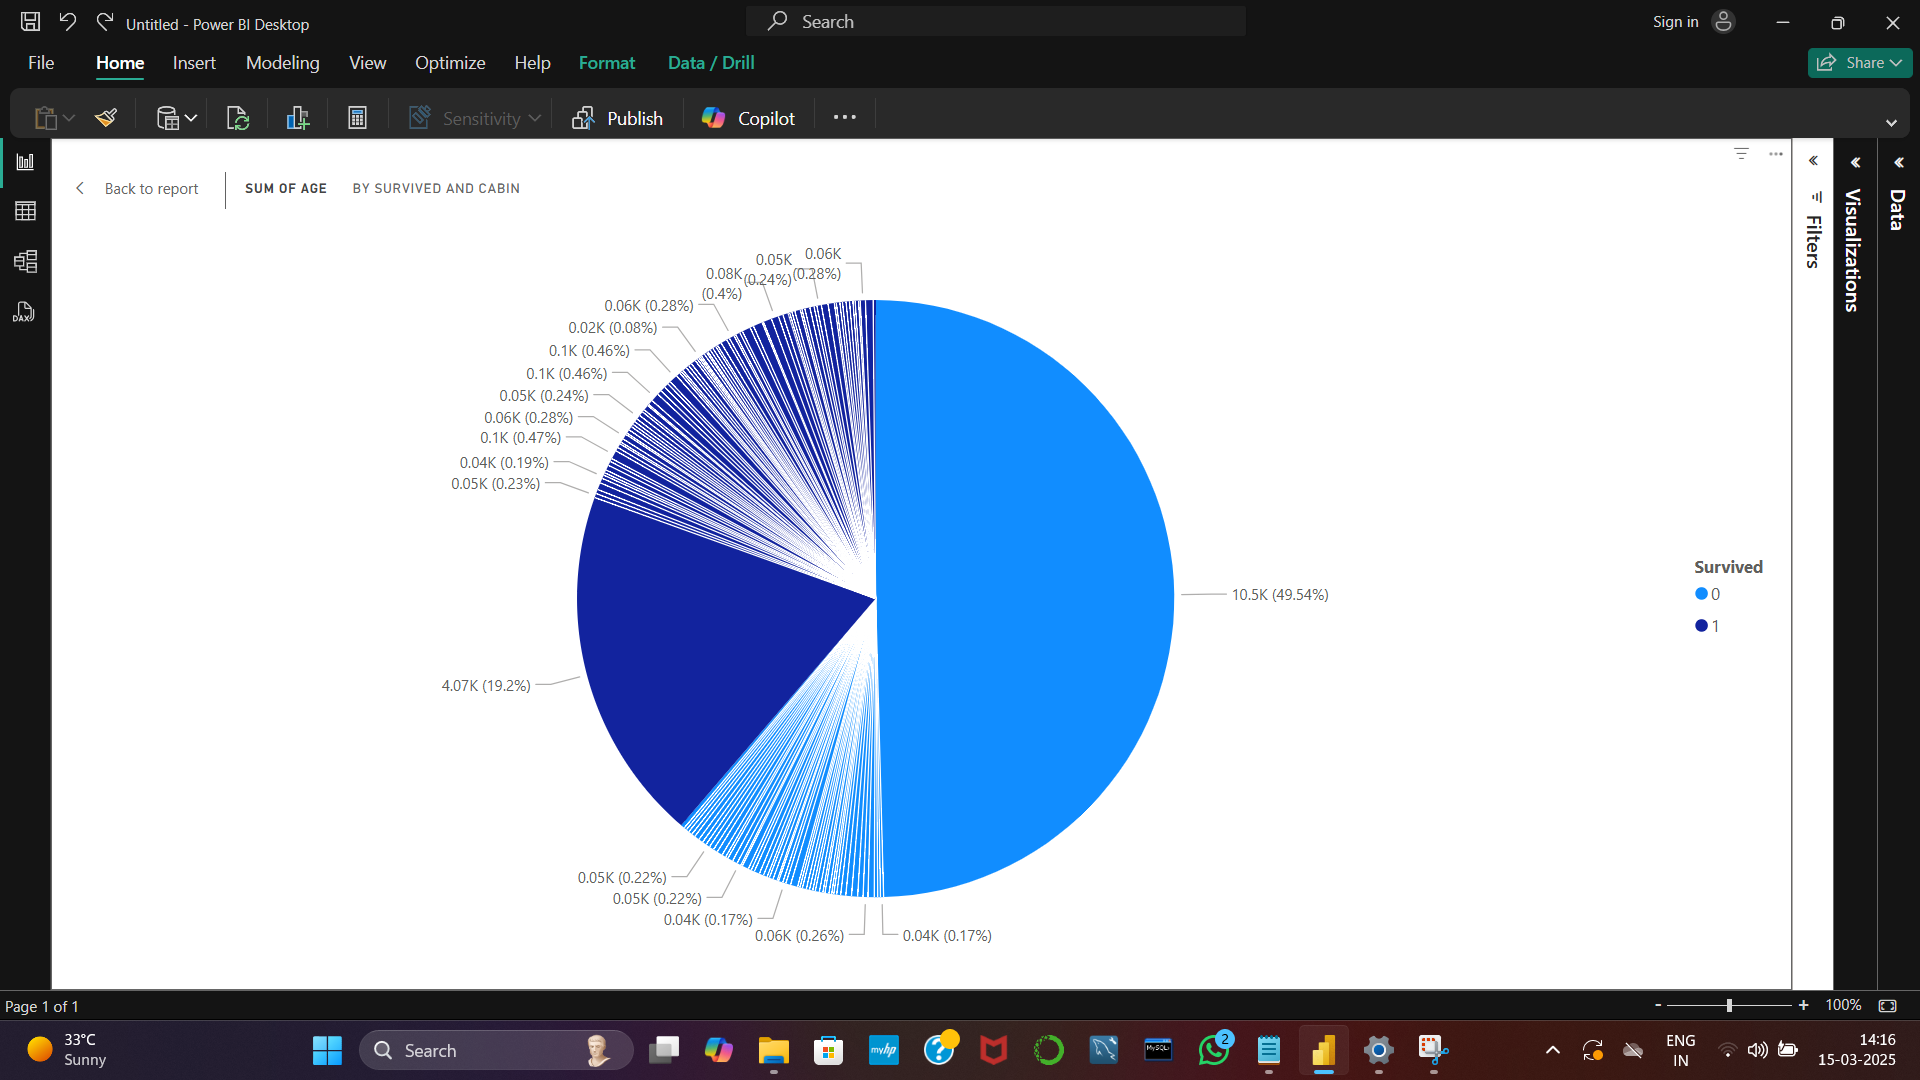 Untitled - Power BI Desktop
Search
Sign in
File
Home
Insert
Modeling
View
Optimize
Help
Format
Data / Drill
Share
Sensitivity
Publish
Copilot
DAX
Back to report
SUM OF AGE
BY SURVIVED AND CABIN
Filters
Visualizations
Data
0.06K
(0.28%)
0.05K
(0.24%)
0.08K
(0.4%)
0.06K (0.28%)
0.02K (0.08%)
0.1K (0.46%)
0.1K (0.46%)
0.05K (0.24%)
0.06K (0.28%)
0.1K (0.47%)
0.04K (0.19%)
0.05K (0.23%)
4.07K (19.2%)
10.5K (49.54%)
Survived
0
1
0.05K (0.22%)
0.05K (0.22%)
0.04K (0.17%)
0.06K (0.26%)
0.04K (0.17%)
Page 1 of 1
100%
33°C
Sunny
Search
myhp
MySQL
2
ENG
IN
14:16
15-03-2025